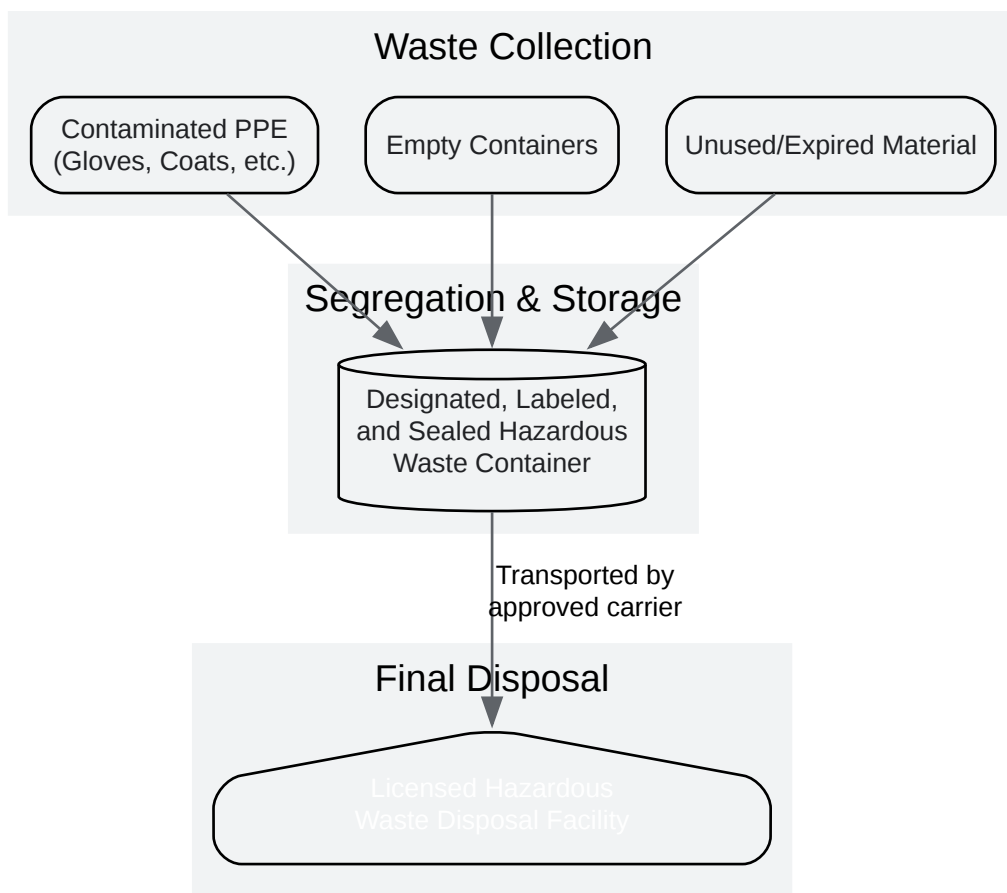 Waste Collection
Contaminated PPE
(Gloves, Coats, etc.)
Empty Containers
Unused/Expired Material
Segregation & Storage
Designated, Labeled,
and Sealed Hazardous
Waste Container
Transported by
approved carrier
Final Disposal
Licensed Hazardous
Waste Disposal Facility